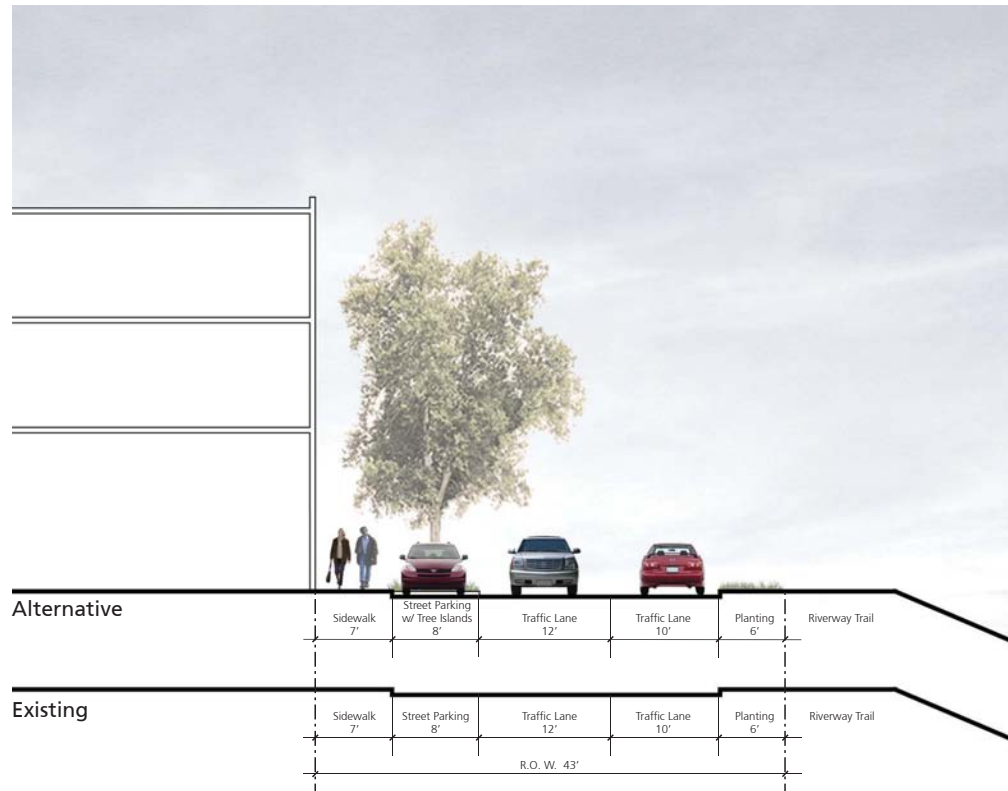 Alternative
Sidewalk
7'
Street Parking
w/ Tree Islands
8'
Traffic Lane
12'
Traffic Lane
10'
Planting
6'
Riverway Trail
Existing
Sidewalk
7'
Street Parking
8'
Traffic Lane
12'
Traffic Lane
10'
Planting
6'
Riverway Trail
R.O. W. 43'